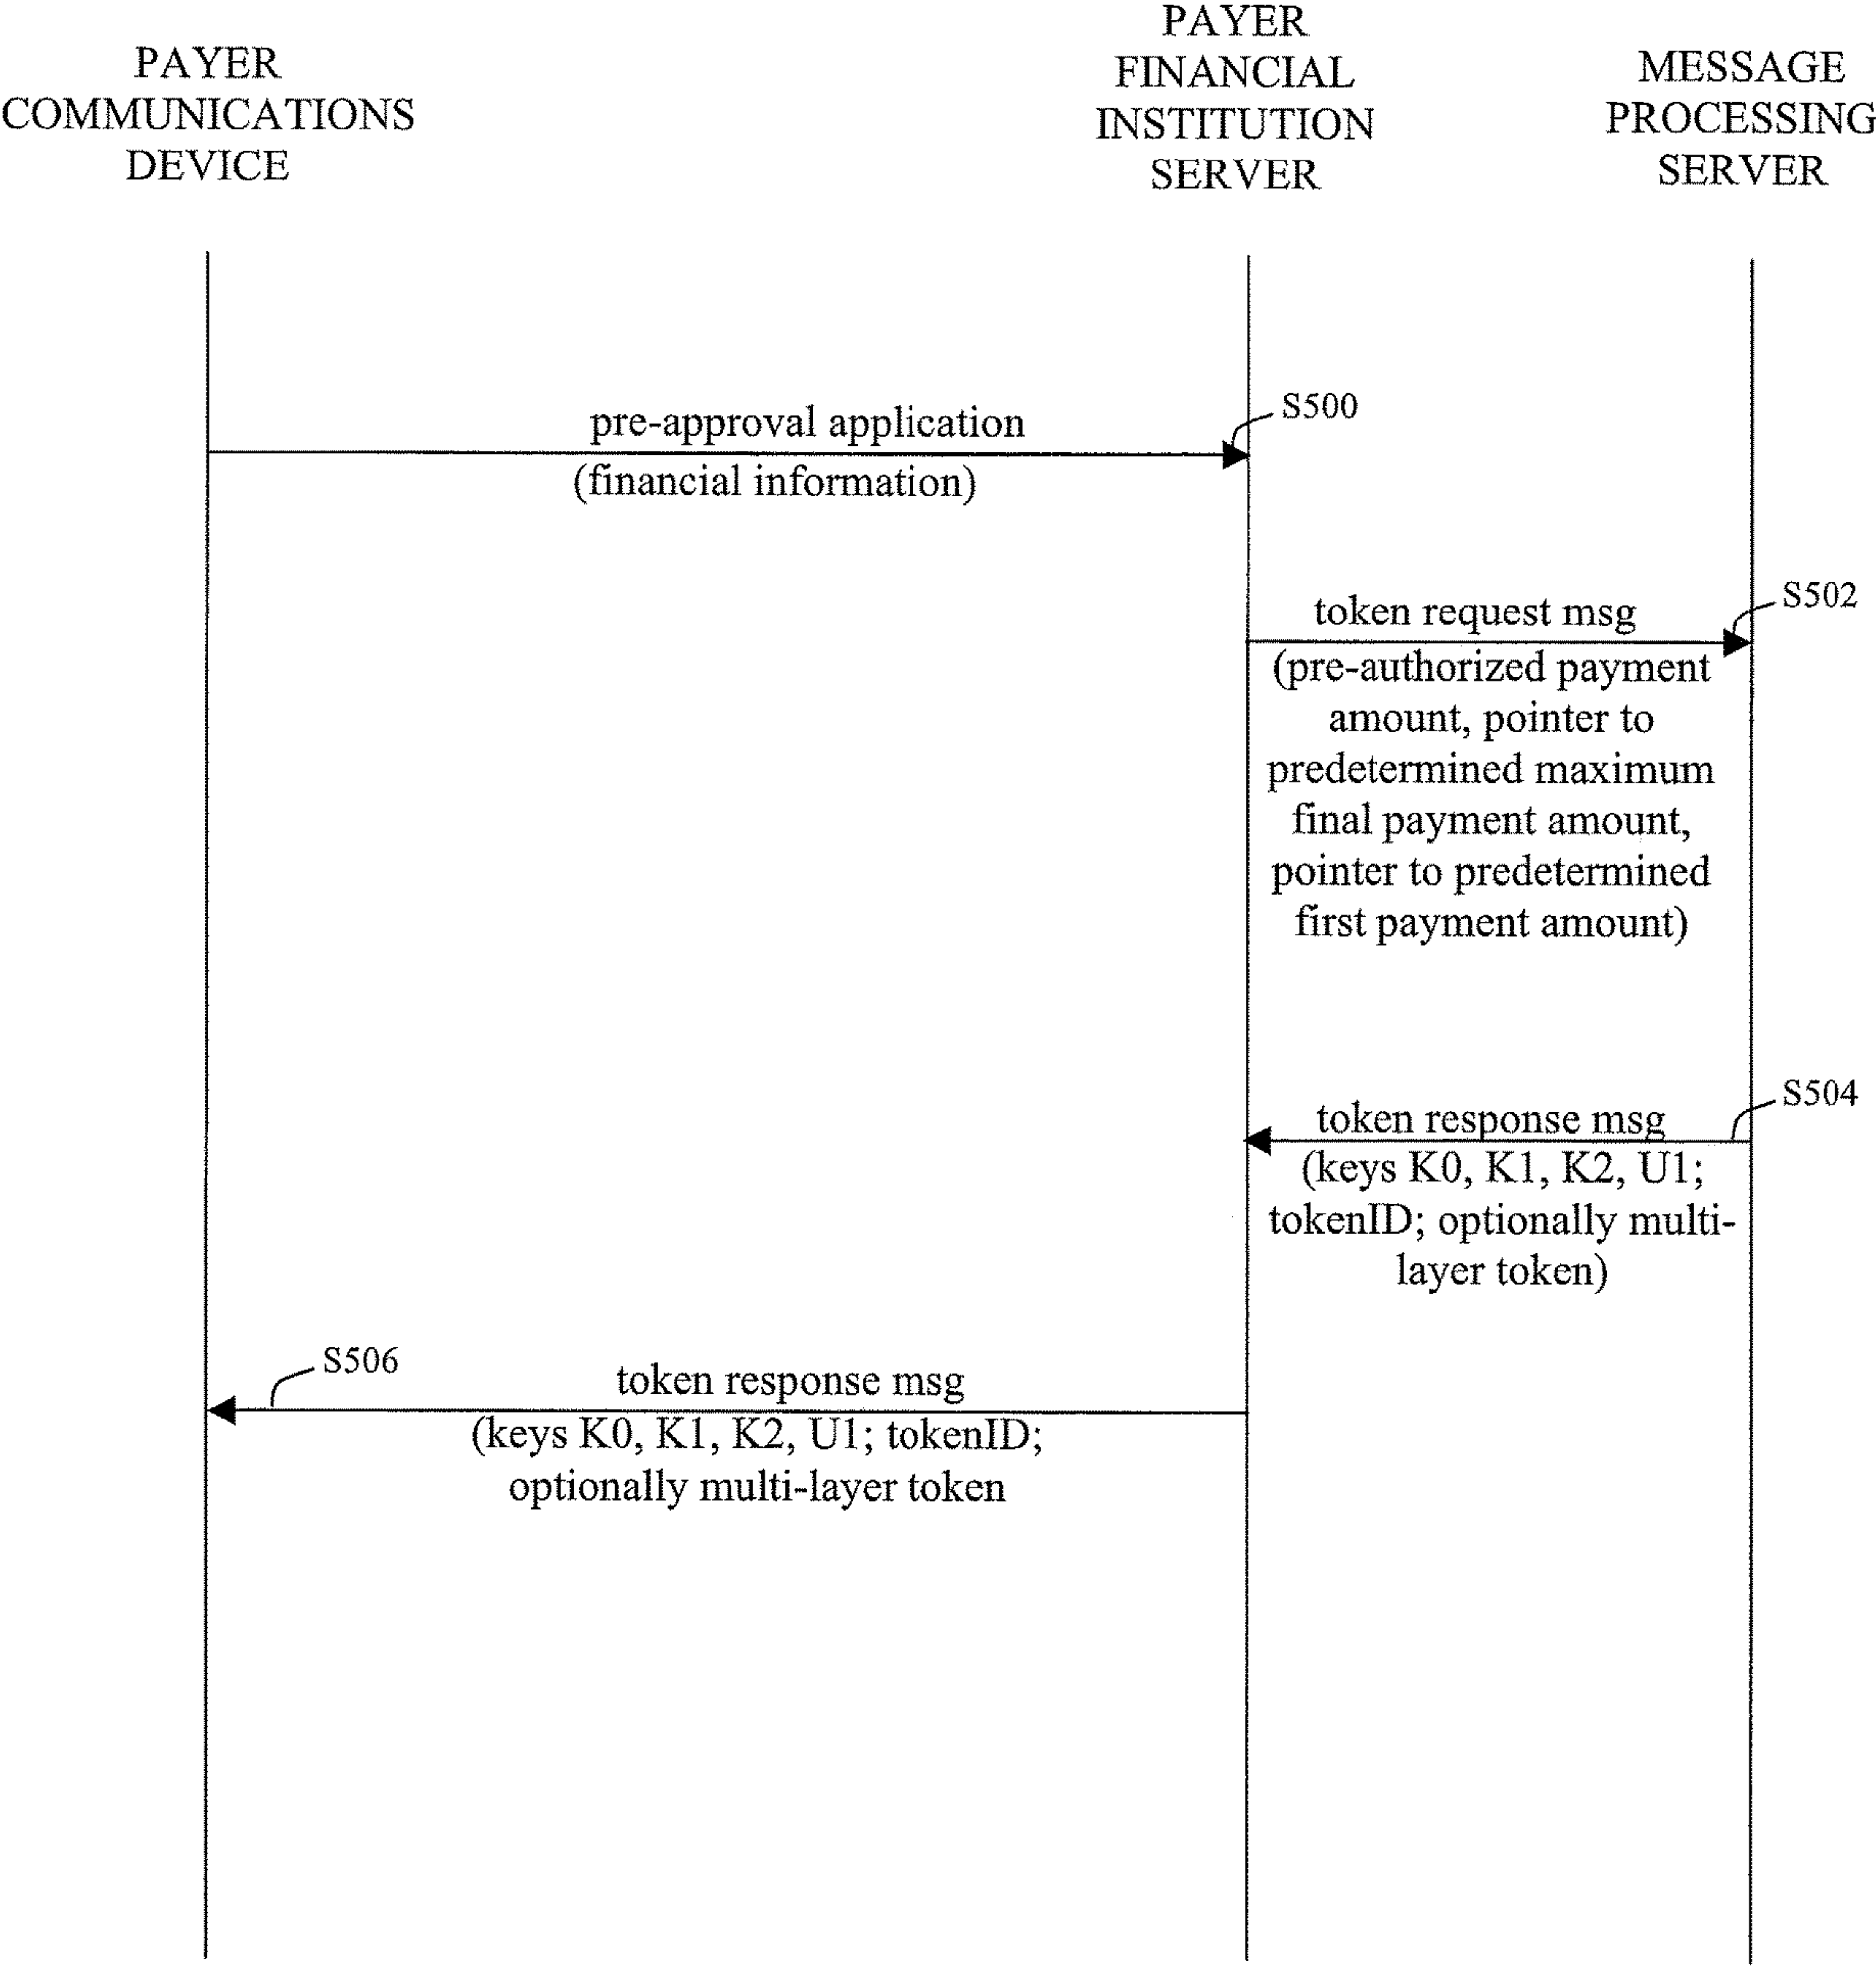 PAYER
COMMUNICATIONS
DEVICE
PAYER
FINANCIAL
INSTITUTION
SERVER
MESSAGE
PROCESSING
SERVER
pre-approval application
S500
(financial information)
token request msg
S502
(pre-authorized payment
amount, pointer to
predetermined maximum
final payment amount,
pointer to predetermined
first payment amount)
token response msg
S504
(keys K0, K1, K2, U1;
tokenID; optionally multi-
layer token)
S506
token response msg
(keys K0, K1, K2, U1; tokenID;
optionally multi-layer token